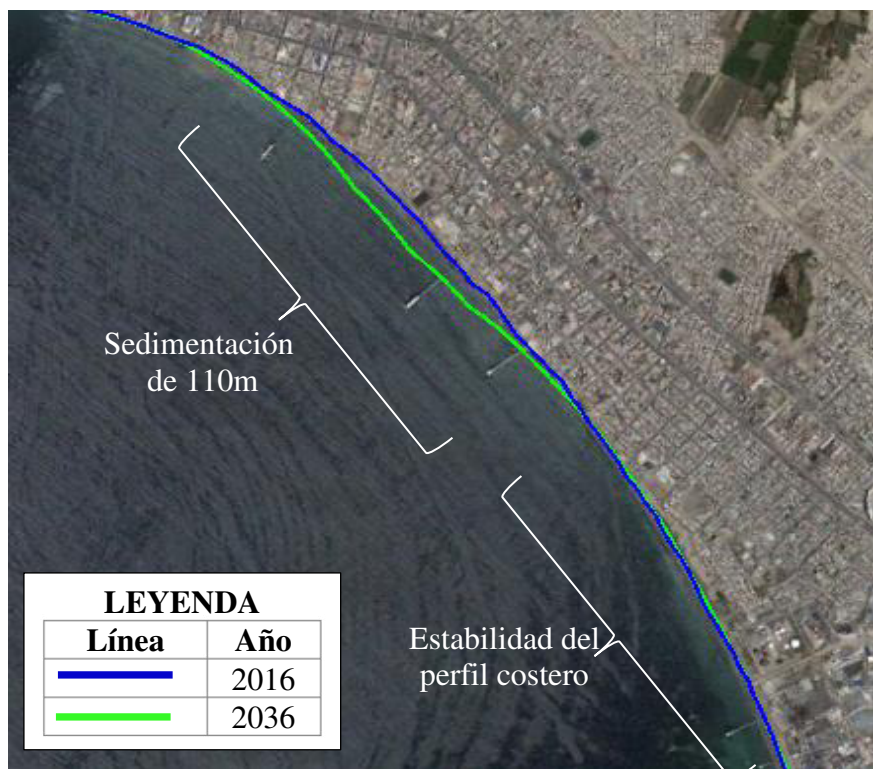 Sedimentación
de 110m
Estabilidad del
perfil costero
LEYENDA
Línea Año
2016
2036